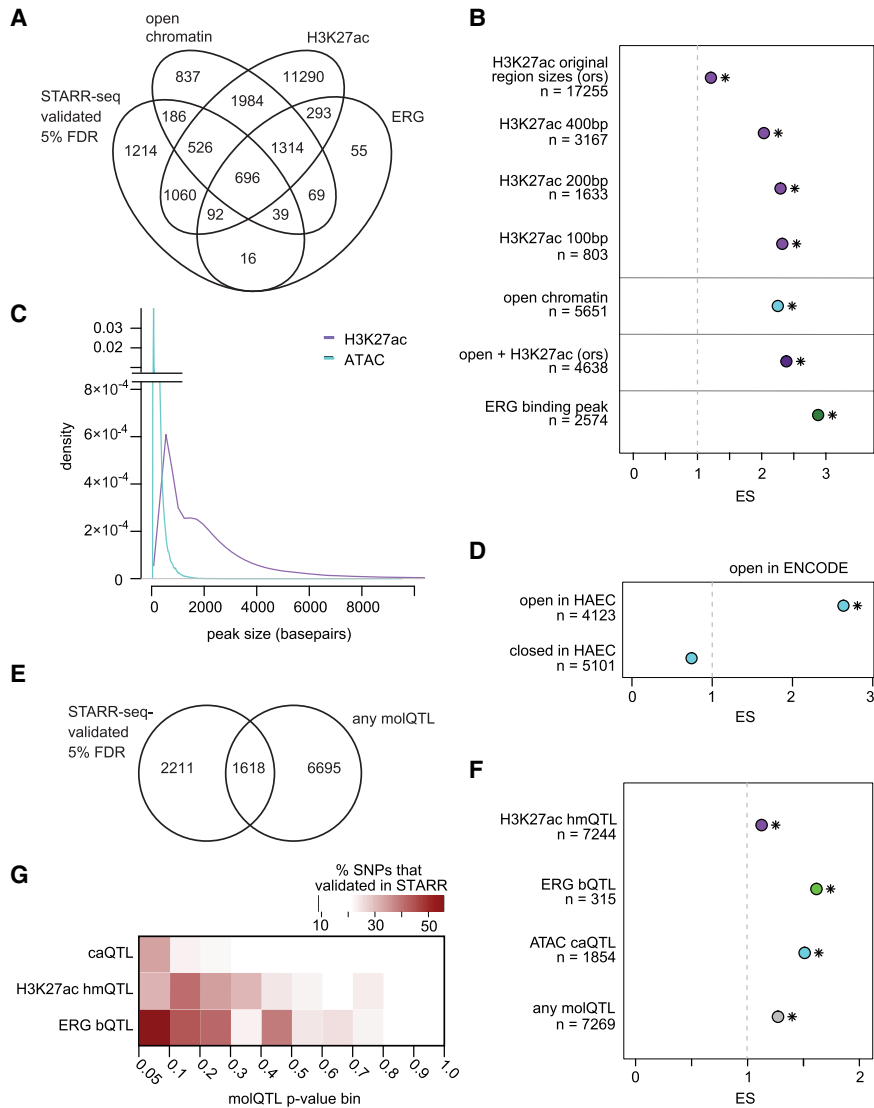 A
open
chromatin
H3K27ac
STARR-seq
validated
5% FDR
ERG
837
11290
1984
186
293
1214
526
1314
55
696
1060
69
92
39
16
B
H3K27ac original
region sizes (ors)
n = 17255
*
H3K27ac 400bp
n = 3167
*
H3K27ac 200bp
n = 1633
*
H3K27ac 100bp
n = 803
*
open chromatin
n = 5651
*
open + H3K27ac (ors)
n = 4638
*
ERG binding peak
n = 2574
*
0 1 2 3
ES
C
0.03
0.02
8×10⁻⁴
6×10⁻⁴
4×10⁻⁴
2×10⁻⁴
0
density
H3K27ac
ATAC
0 2000 4000 6000 8000
peak size (basepairs)
D
open in ENCODE
open in HAEC
n = 4123
*
closed in HAEC
n = 5101
0 1 2 3
ES
E
STARR-seq-
validated
5% FDR
any molQTL
2211
1618
6695
F
H3K27ac hmQTL
n = 7244
*
ERG bQTL
n = 315
*
ATAC caQTL
n = 1854
*
any molQTL
n = 7269
*
0 1 2
ES
G
% SNPs that
validated in STARR
10 30 50
caQTL
H3K27ac hmQTL
ERG bQTL
0.05 0.1 0.2 0.3 0.4 0.5 0.6 0.7 0.8 0.9 1.0
molQTL p-value bin